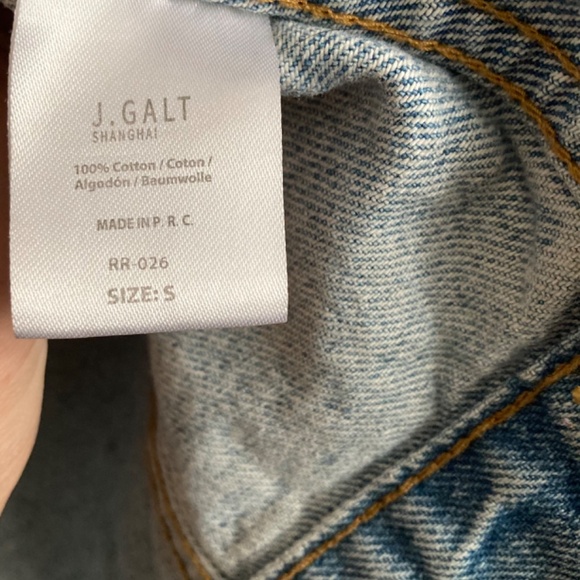 J.GALT
SHANGHAI
100% Cotton / Coton /
Algodón / Baumwolle
MADE IN P. R. C.
RR-026
SIZE: S